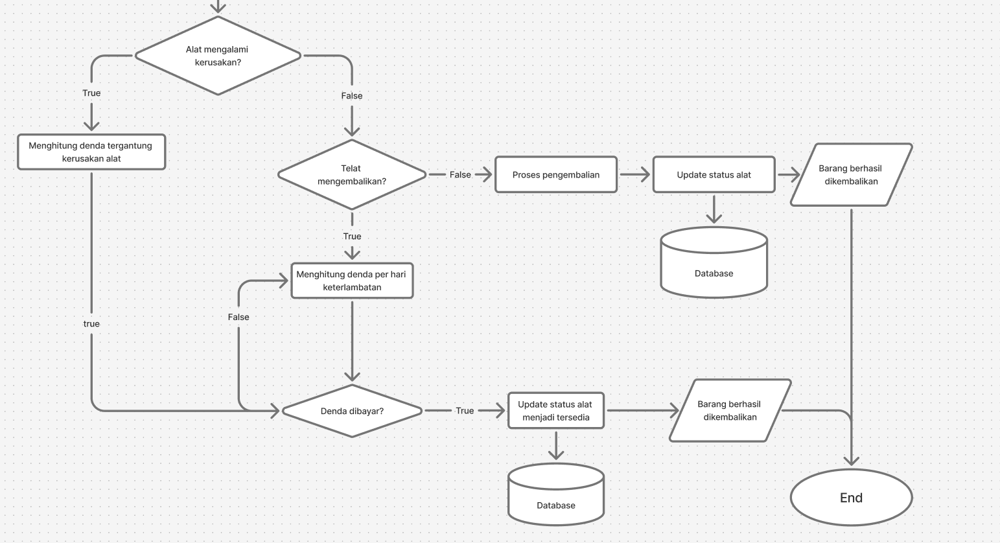 Alat mengalami
kerusakan?
True
False
Menghitung denda tergantung
kerusakan alat
Telat
mengembalikan?
False
Proses pengembalian
Update status alat
Barang berhasil
dikembalikan
True
Database
Menghitung denda per hari
keterlambatan
False
true
Denda dibayar?
True
Update status alat
menjadi tersedia
Barang berhasil
dikembalikan
Database
End